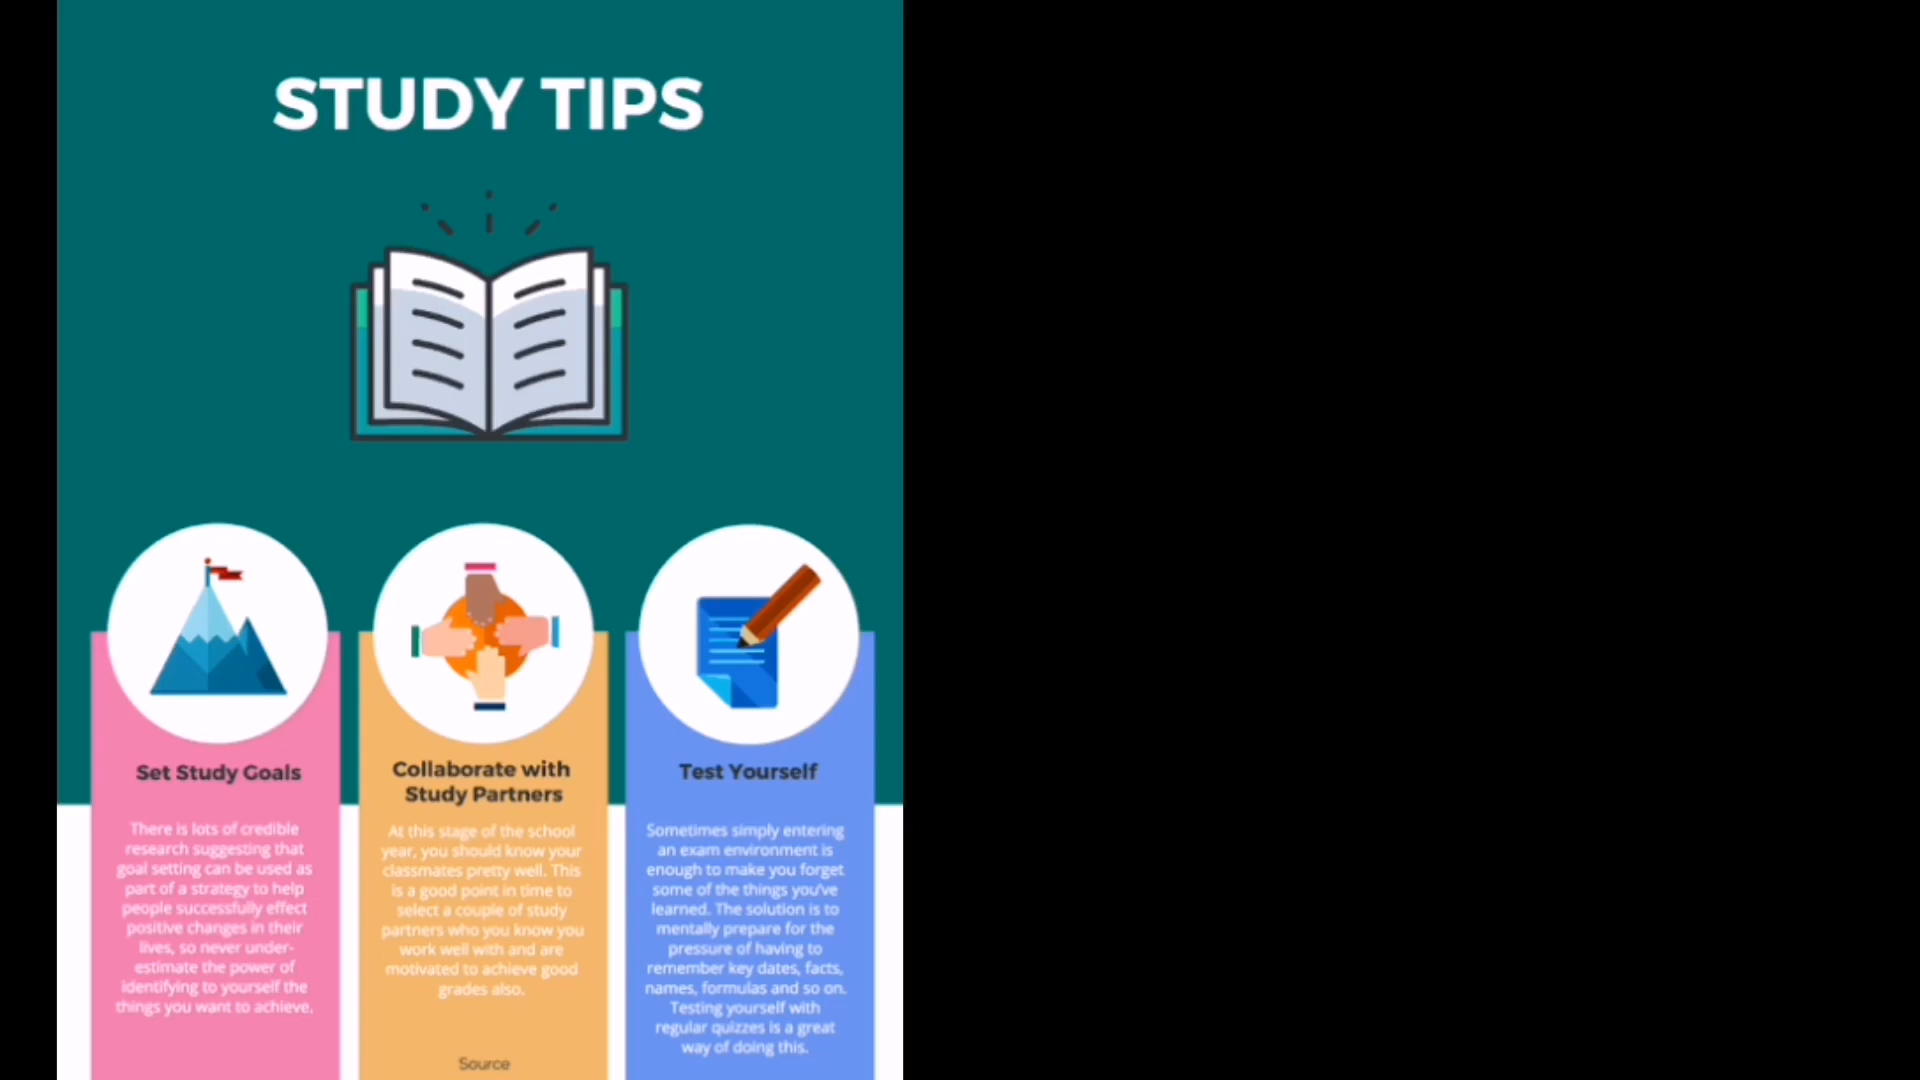 STUDY TIPS
Set Study Goals
There is lots of credible
research suggesting that
goal setting can be used as
part of a strategy to help
people successfully effect
positive changes in their
lives, so never under-
estimate the power of
identifying to yourself the
things you want to achieve.
Collaborate with
Study Partners
At this stage of the school
year, you should know your
classmates pretty well. This
is a good point in time to
select a couple of study
partners who you know you
work well with and are
motivated to achieve good
grades also.
Source
Test Yourself
Sometimes simply entering
an exam environment is
enough to make you forget
some of the things you've
learned. The solution is to
mentally prepare for the
pressure of having to
remember key dates, facts,
names, formulas and so on.
Testing yourself with
regular quizzes is a great
way of doing this.